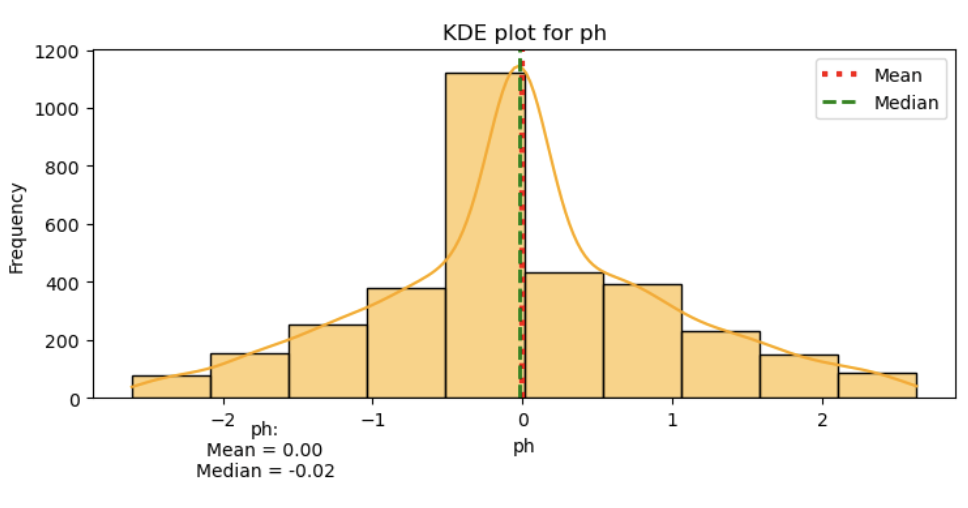 KDE plot for ph
1200
1000
800
600
400
200
0
Frequency
Mean
Median
−2
−1
0
1
2
ph
ph:
Mean = 0.00
Median = -0.02